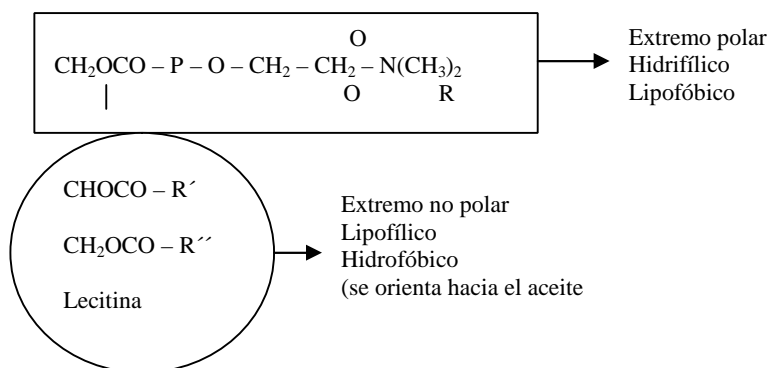 O
CH₂OCO – P – O – CH₂ – CH₂ – N(CH₃)₂
|
O R
Extremo polar
Hidrifílico
Lipofóbico
CHOCO – R´
CH₂OCO – R´´
Lecitina
Extremo no polar
Lipofílico
Hidrofóbico
(se orienta hacia el aceite